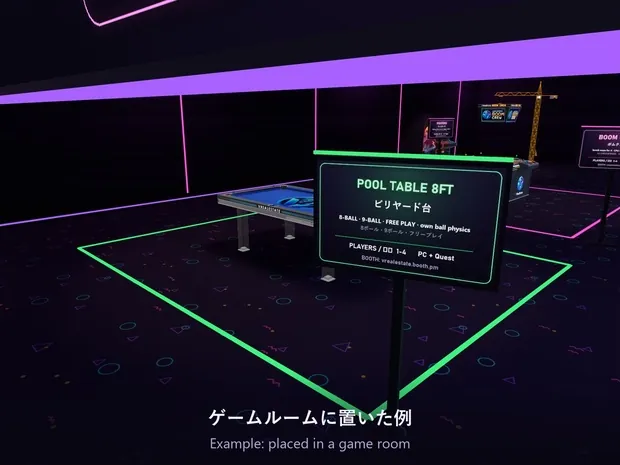 POOL TABLE 8FT
ビリヤード台
8-BALL · 9-BALL · FREE PLAY · own ball physics
8ボール・9ボール・フリープレイ
PLAYERS / □□ 1-4 PC + Quest
BOOTH: vrealestate.booth.pm
VREALESTATE
BOOM
ゲームルームに置いた例
Example: placed in a game room